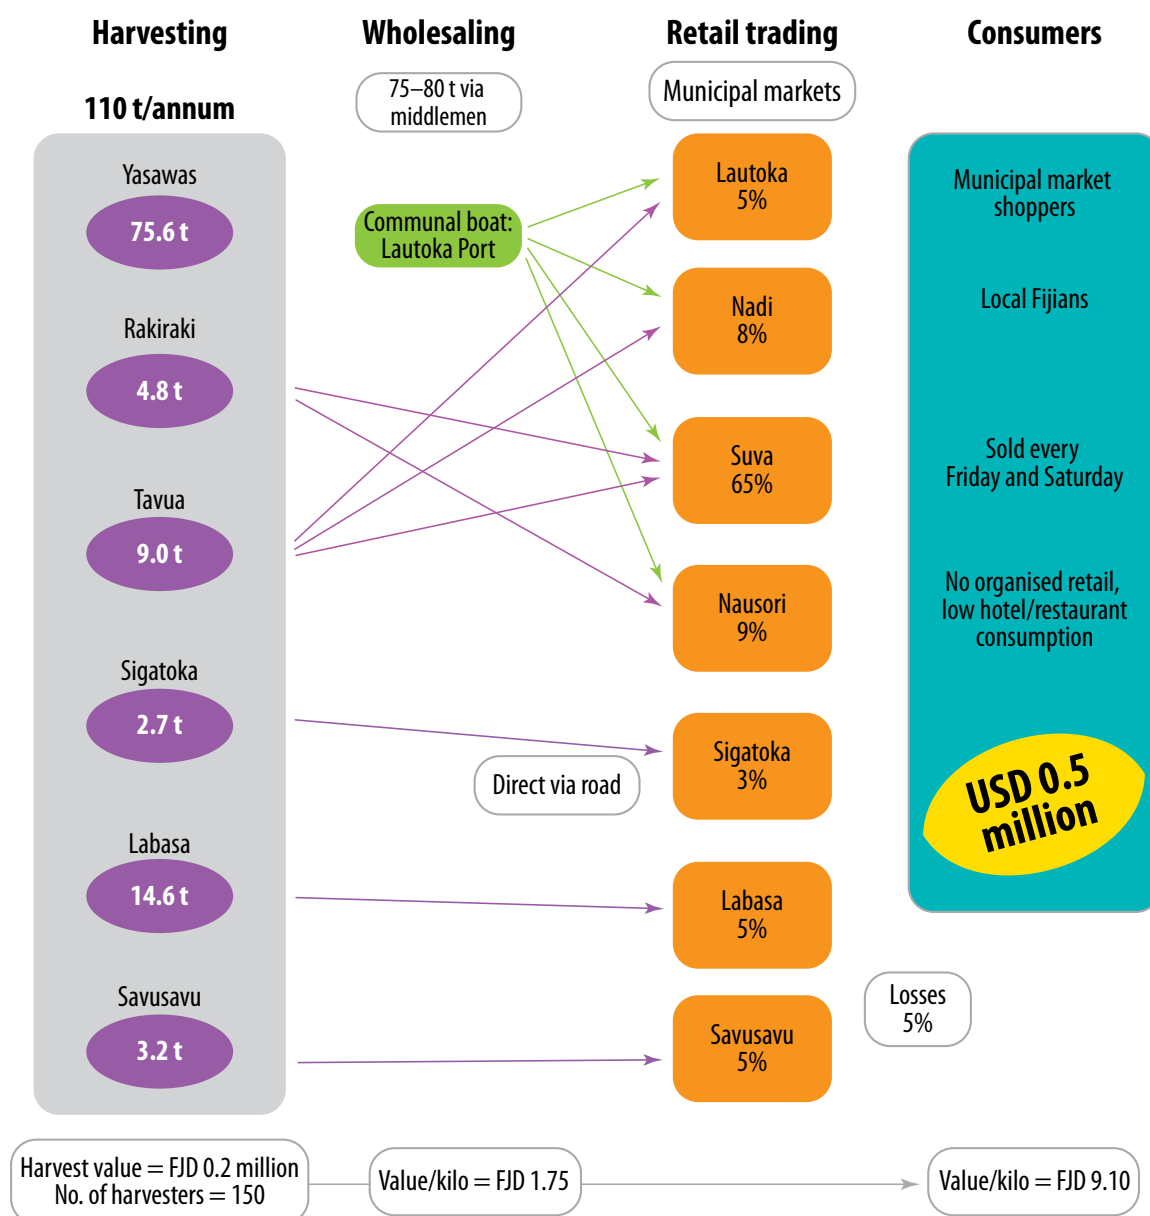 Harvesting
110 t/annum
Yasawas
75.6 t
Rakiraki
4.8 t
Tavua
9.0 t
Sigatoka
2.7 t
Labasa
14.6 t
Savusavu
3.2 t
Wholesaling
75–80 t via
middlemen
Communal boat:
Lautoka Port
Direct via road
Retail trading
Municipal markets
Lautoka
5%
Nadi
8%
Suva
65%
Nausori
9%
Sigatoka
3%
Labasa
5%
Savusavu
5%
Losses
5%
Consumers
Municipal market
shoppers
Local Fijians
Sold every
Friday and Saturday
No organised retail,
low hotel/restaurant
consumption
USD 0.5
million
Harvest value = FJD 0.2 million
No. of harvesters = 150
Value/kilo = FJD 1.75
Value/kilo = FJD 9.10